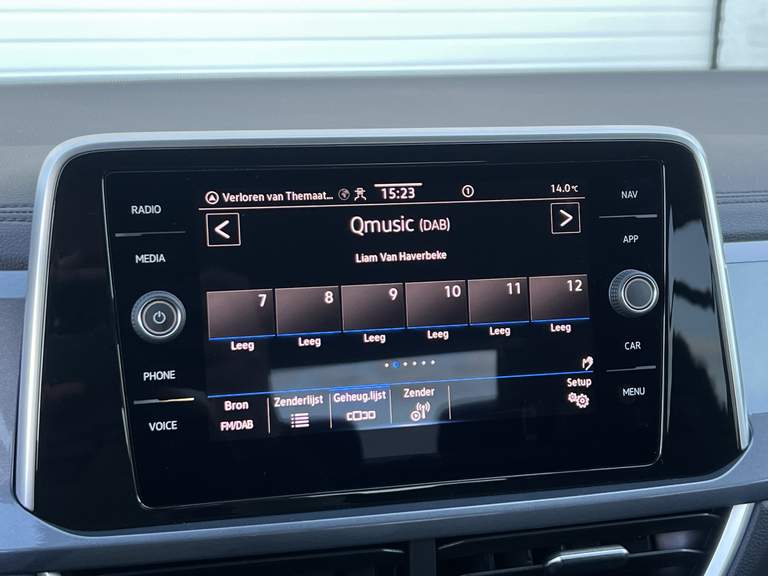 RADIO
MEDIA
PHONE
VOICE
Verloren van Themaat... 15:23 1 14.0°C
<
Qmusic (DAB)
>
Liam Van Haverbeke
7 8 9 10 11 12
Leeg Leeg Leeg Leeg Leeg Leeg
Bron Zenderlijst Geheug.lijst Zender Setup
FM/DAB
NAV
APP
CAR
MENU